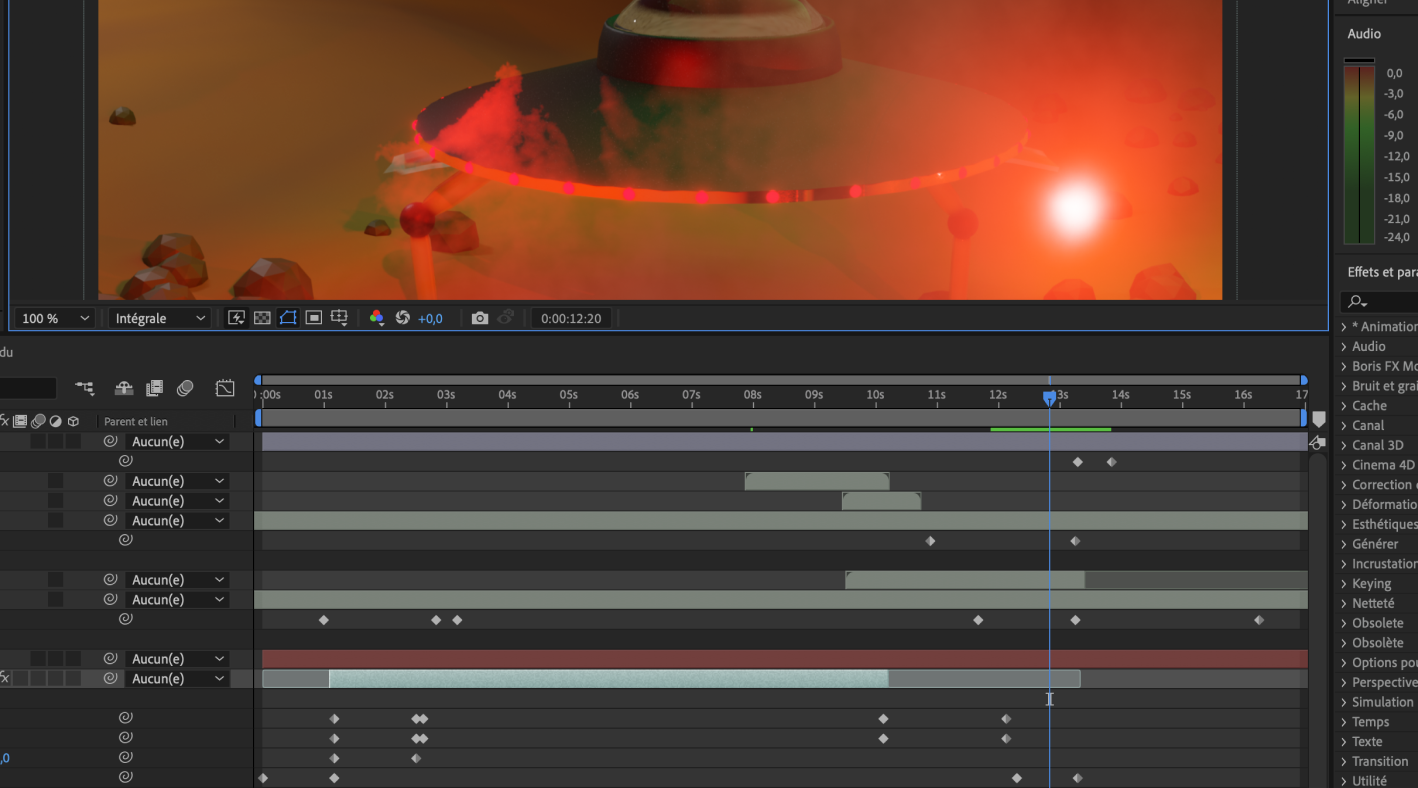 Aligner
Audio
0,0
-3,0
-6,0
-9,0
-12,0
-15,0
-18,0
-21,0
-24,0
Effets et par
100 %
Intégrale
+0,0
0:00:12:20
du
:00s 01s 02s 03s 04s 05s 06s 07s 08s 09s 10s 11s 12s 3s 14s 15s 16s 17
fx
Parent et lien
Aucun(e)
Aucun(e)
Aucun(e)
Aucun(e)
Aucun(e)
Aucun(e)
Aucun(e)
fx
Aucun(e)
,0
* Animation
Audio
Boris FX Mo
Bruit et grai
Cache
Canal
Canal 3D
Cinema 4D
Correction
Déformatio
Esthétiques
Générer
Incrustation
Keying
Netteté
Obsolete
Obsolète
Options pou
Perspective
Simulation
Temps
Texte
Transition
Utilité